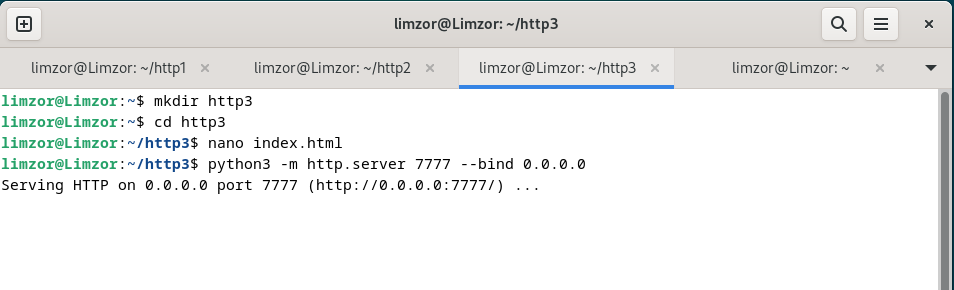 limzor@Limzor: ~/http3
limzor@Limzor: ~/http1 limzor@Limzor: ~/http2 limzor@Limzor: ~/http3 limzor@Limzor: ~
limzor@Limzor:~$ mkdir http3
limzor@Limzor:~$ cd http3
limzor@Limzor:~/http3$ nano index.html
limzor@Limzor:~/http3$ python3 -m http.server 7777 --bind 0.0.0.0
Serving HTTP on 0.0.0.0 port 7777 (http://0.0.0.0:7777/) ...